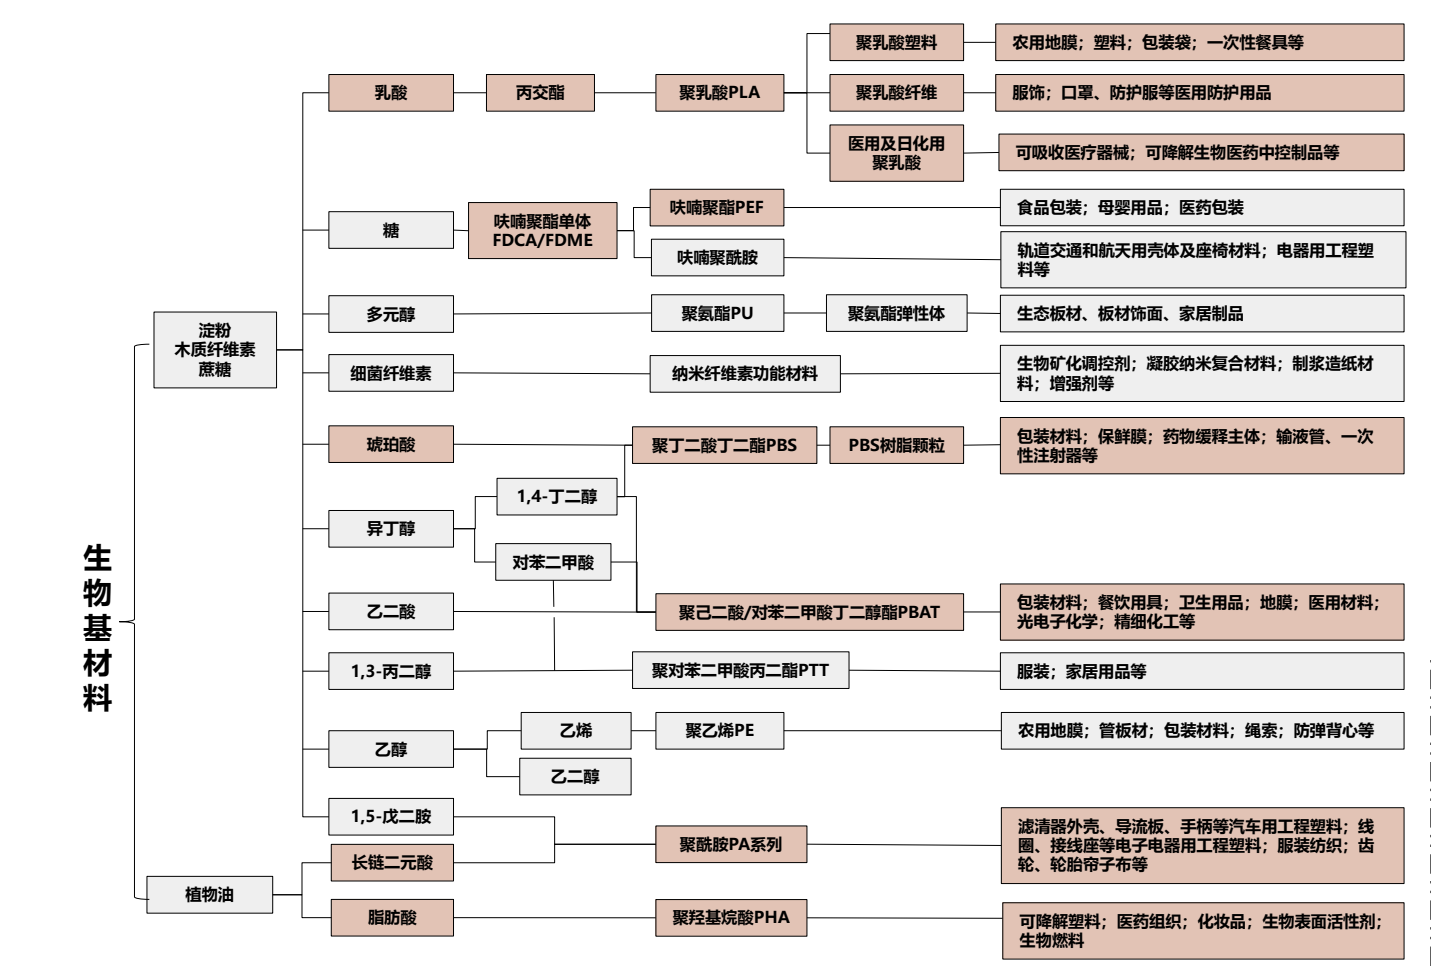 聚乳酸塑料
农用地膜；塑料；包装袋；一次性餐具等
乳酸
丙交酯
聚乳酸PLA
聚乳酸纤维
服饰；口罩、防护服等医用防护用品
医用及日化用
聚乳酸
可吸收医疗器械；可降解生物医药中控制品等
糖
呋喃聚酯单体
FDCA/FDME
呋喃聚酯PEF
食品包装；母婴用品；医药包装
呋喃聚酰胺
轨道交通和航天用壳体及座椅材料；电器用工程塑
料等
淀粉
木质纤维素
蔗糖
多元醇
聚氨酯PU
聚氨酯弹性体
生态板材、板材饰面、家居制品
细菌纤维素
纳米纤维素功能材料
生物矿化调控剂；凝胶纳米复合材料；制浆造纸材
料；增强剂等
琥珀酸
聚丁二酸丁二酯PBS
PBS树脂颗粒
包装材料；保鲜膜；药物缓释主体；输液管、一次
性注射器等
1,4-丁二醇
异丁醇
对苯二甲酸
生物基材料
乙二酸
聚己二酸/对苯二甲酸丁二醇酯PBAT
包装材料；餐饮用具；卫生用品；地膜；医用材料；
光电子化学；精细化工等
1,3-丙二醇
聚对苯二甲酸丙二酯PTT
服装；家居用品等
乙醇
乙烯
聚乙烯PE
农用地膜；管板材；包装材料；绳索；防弹背心等
乙二醇
1,5-戊二胺
长链二元酸
聚酰胺PA系列
滤清器外壳、导流板、手柄等汽车用工程塑料；线
圈、接线座等电子电器用工程塑料；服装纺织；齿
轮、轮胎帘子布等
植物油
脂肪酸
聚羟基烷酸PHA
可降解塑料；医药组织；化妆品；生物表面活性剂；
生物燃料